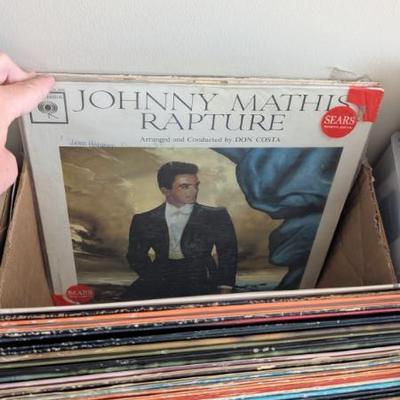 JOHNNY MATHIS
RAPTURE
Arranged and Conducted by DON COSTA
SEARS
SEARS